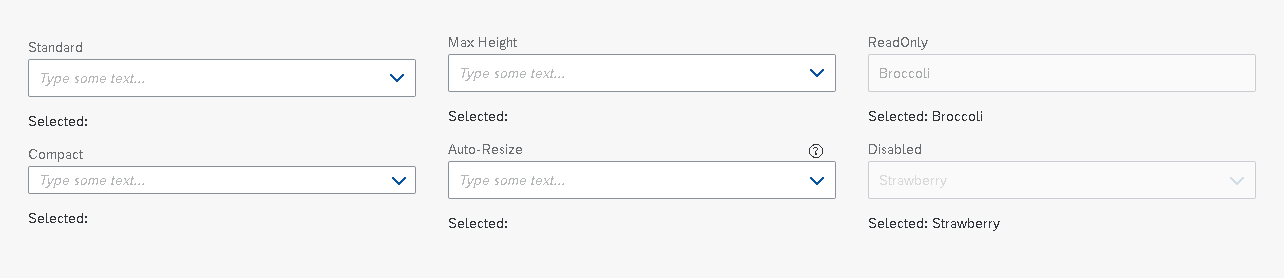 Standard
Type some text...
Selected:
Compact
Type some text...
Selected:
Max Height
Type some text...
Selected:
Auto-Resize
Type some text...
Selected:
ReadOnly
Broccoli
Selected: Broccoli
Disabled
Strawberry
Selected: Strawberry